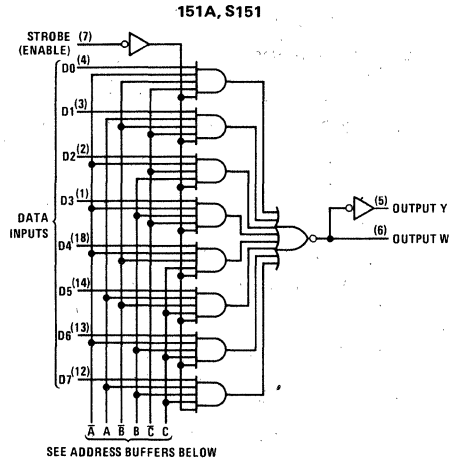 151A, S151
STROBE (7)
(ENABLE)
D0 (4)
D1 (3)
D2 (2)
D3 (1)
DATA
INPUTS
D4 (18)
D5 (14)
D6 (13)
D7 (12)
(5) OUTPUT Y
(6) OUTPUT W
A̅ A B̅ B C̅ C
SEE ADDRESS BUFFERS BELOW